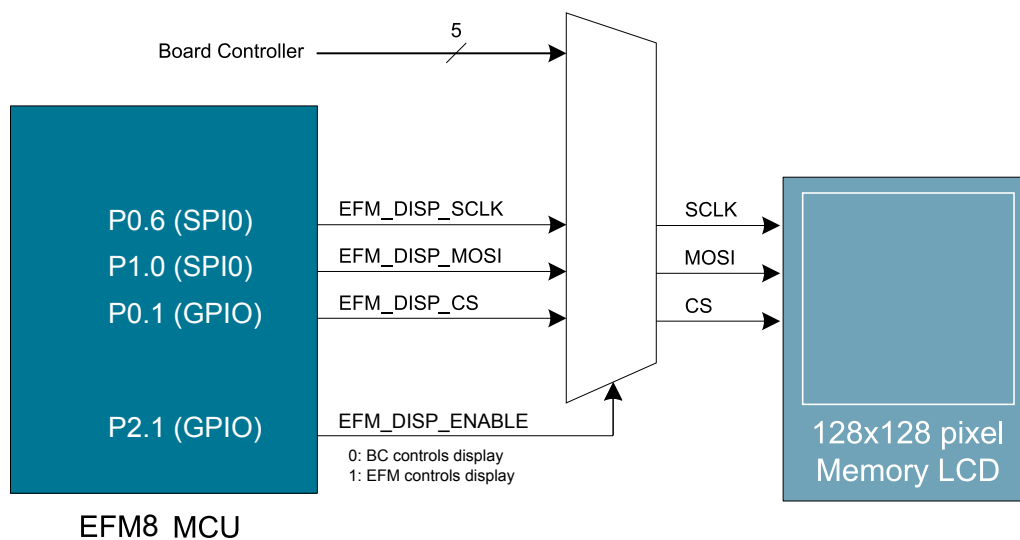 5
Board Controller
P0.6 (SPI0)
EFM_DISP_SCLK
SCLK
P1.0 (SPI0)
EFM_DISP_MOSI
MOSI
P0.1 (GPIO)
EFM_DISP_CS
CS
P2.1 (GPIO)
EFM_DISP_ENABLE
0: BC controls display
1: EFM controls display
128x128 pixel
Memory LCD
EFM8 MCU